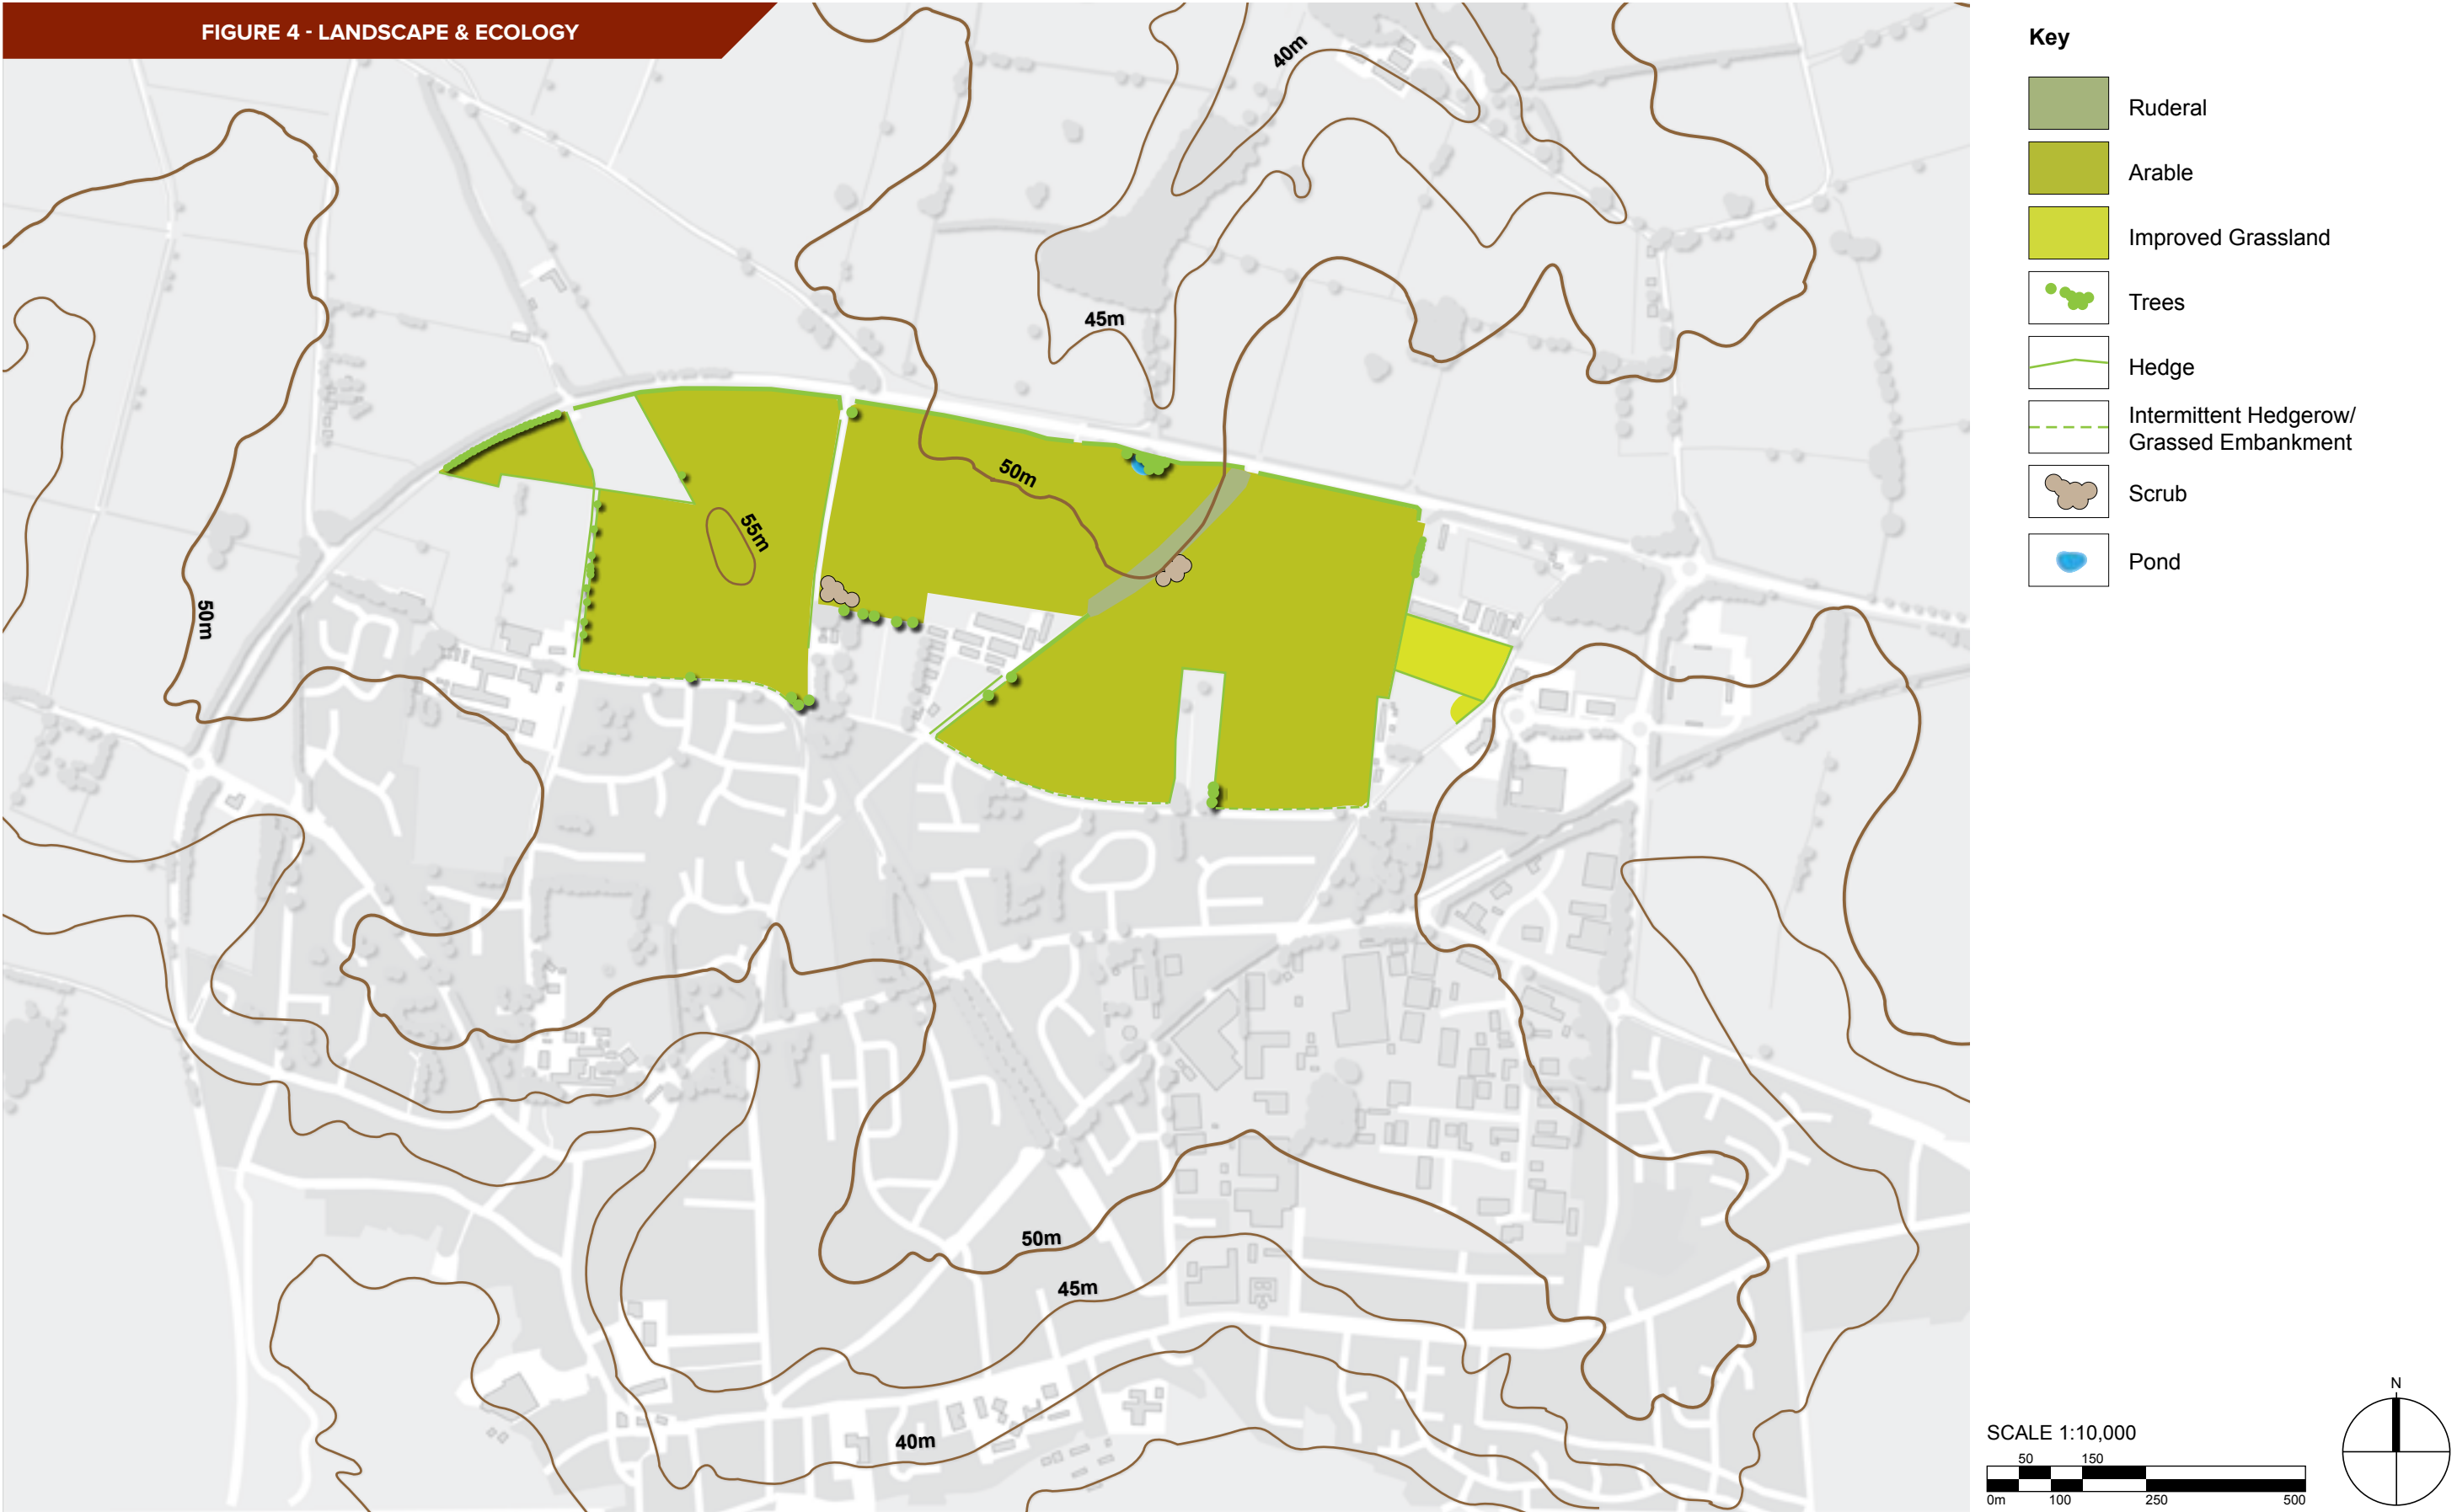 FIGURE 4 - LANDSCAPE & ECOLOGY
40m
45m
50m
55m
50m
50m
45m
40m
Key
Ruderal
Arable
Improved Grassland
Trees
Hedge
Intermittent Hedgerow/
Grassed Embankment
Scrub
Pond
N
SCALE 1:10,000
50 150
0m 100 250 500